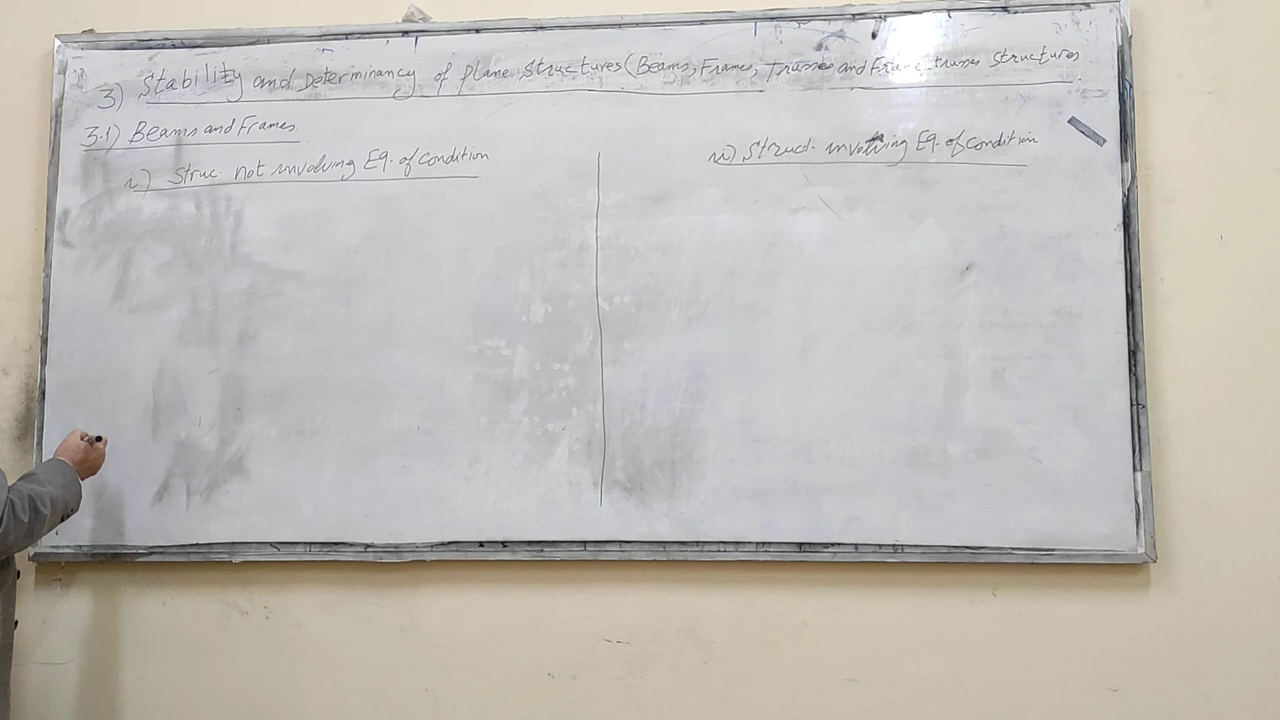 3) Stability and Determinancy of plane structures (Beams, Frames, Trusses and Frame-trusses structures
3.1) Beams and Frames.
i) Struc. not involving Eq. of condition
ii) Struct. involving Eq. of condition